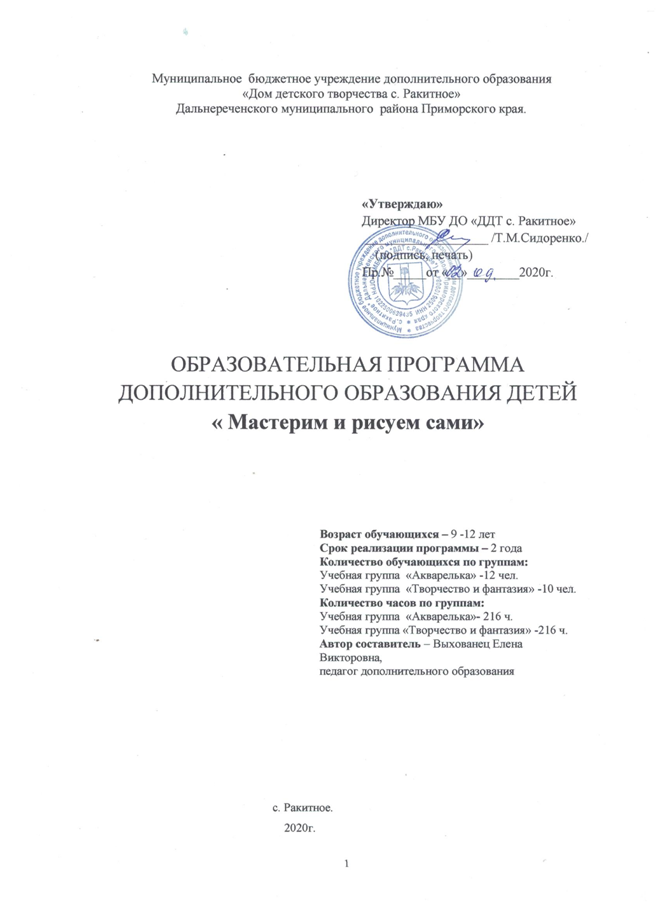 Муниципальное бюджетное учреждение дополнительного образования
«Дом детского творчества с. Ракитное»
Дальнереченского муниципального района Приморского края.
«Утверждаю»
Директор МБУ ДО «ДДТ с. Ракитное»
/Т.М.Сидоренко./
(подпись, печать)
Пр.№ от « » 09 2020г.
ОБРАЗОВАТЕЛЬНАЯ ПРОГРАММА
ДОПОЛНИТЕЛЬНОГО ОБРАЗОВАНИЯ ДЕТЕЙ
« Мастерим и рисуем сами»
Возраст обучающихся – 9 -12 лет
Срок реализации программы – 2 года
Количество обучающихся по группам:
Учебная группа «Акварелька» -12 чел.
Учебная группа «Творчество и фантазия» -10 чел.
Количество часов по группам:
Учебная группа «Акварелька»- 216 ч.
Учебная группа «Творчество и фантазия» -216 ч.
Автор составитель – Выхованец Елена
Викторовна,
педагог дополнительного образования
с. Ракитное.
2020г.
1